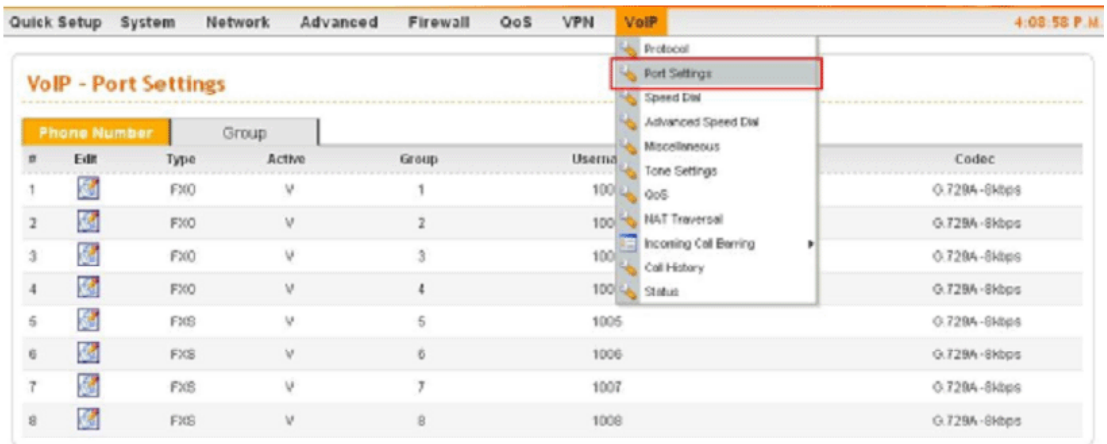 Quick Setup System Network Advanced Firewall QoS VPN VoIP 4:08:58 P.M.
Protocol
Port Settings
Speed Dial
Advanced Speed Dial
Miscellaneous
Tone Settings
QoS
NAT Traversal
Incoming Call Barring
Call History
Status
VoIP - Port Settings
Phone Number Group
# Edit Type Active Group Userna Codec
1 FXO V 1 100 G.729A-8kbps
2 FXO V 2 100 G.729A-8kbps
3 FXO V 3 100 G.729A-8kbps
4 FXO V 4 100 G.729A-8kbps
5 FXS V 5 1005 G.729A-8kbps
6 FXS V 6 1006 G.729A-8kbps
7 FXS V 7 1007 G.729A-8kbps
8 FXS V 8 1008 G.729A-8kbps